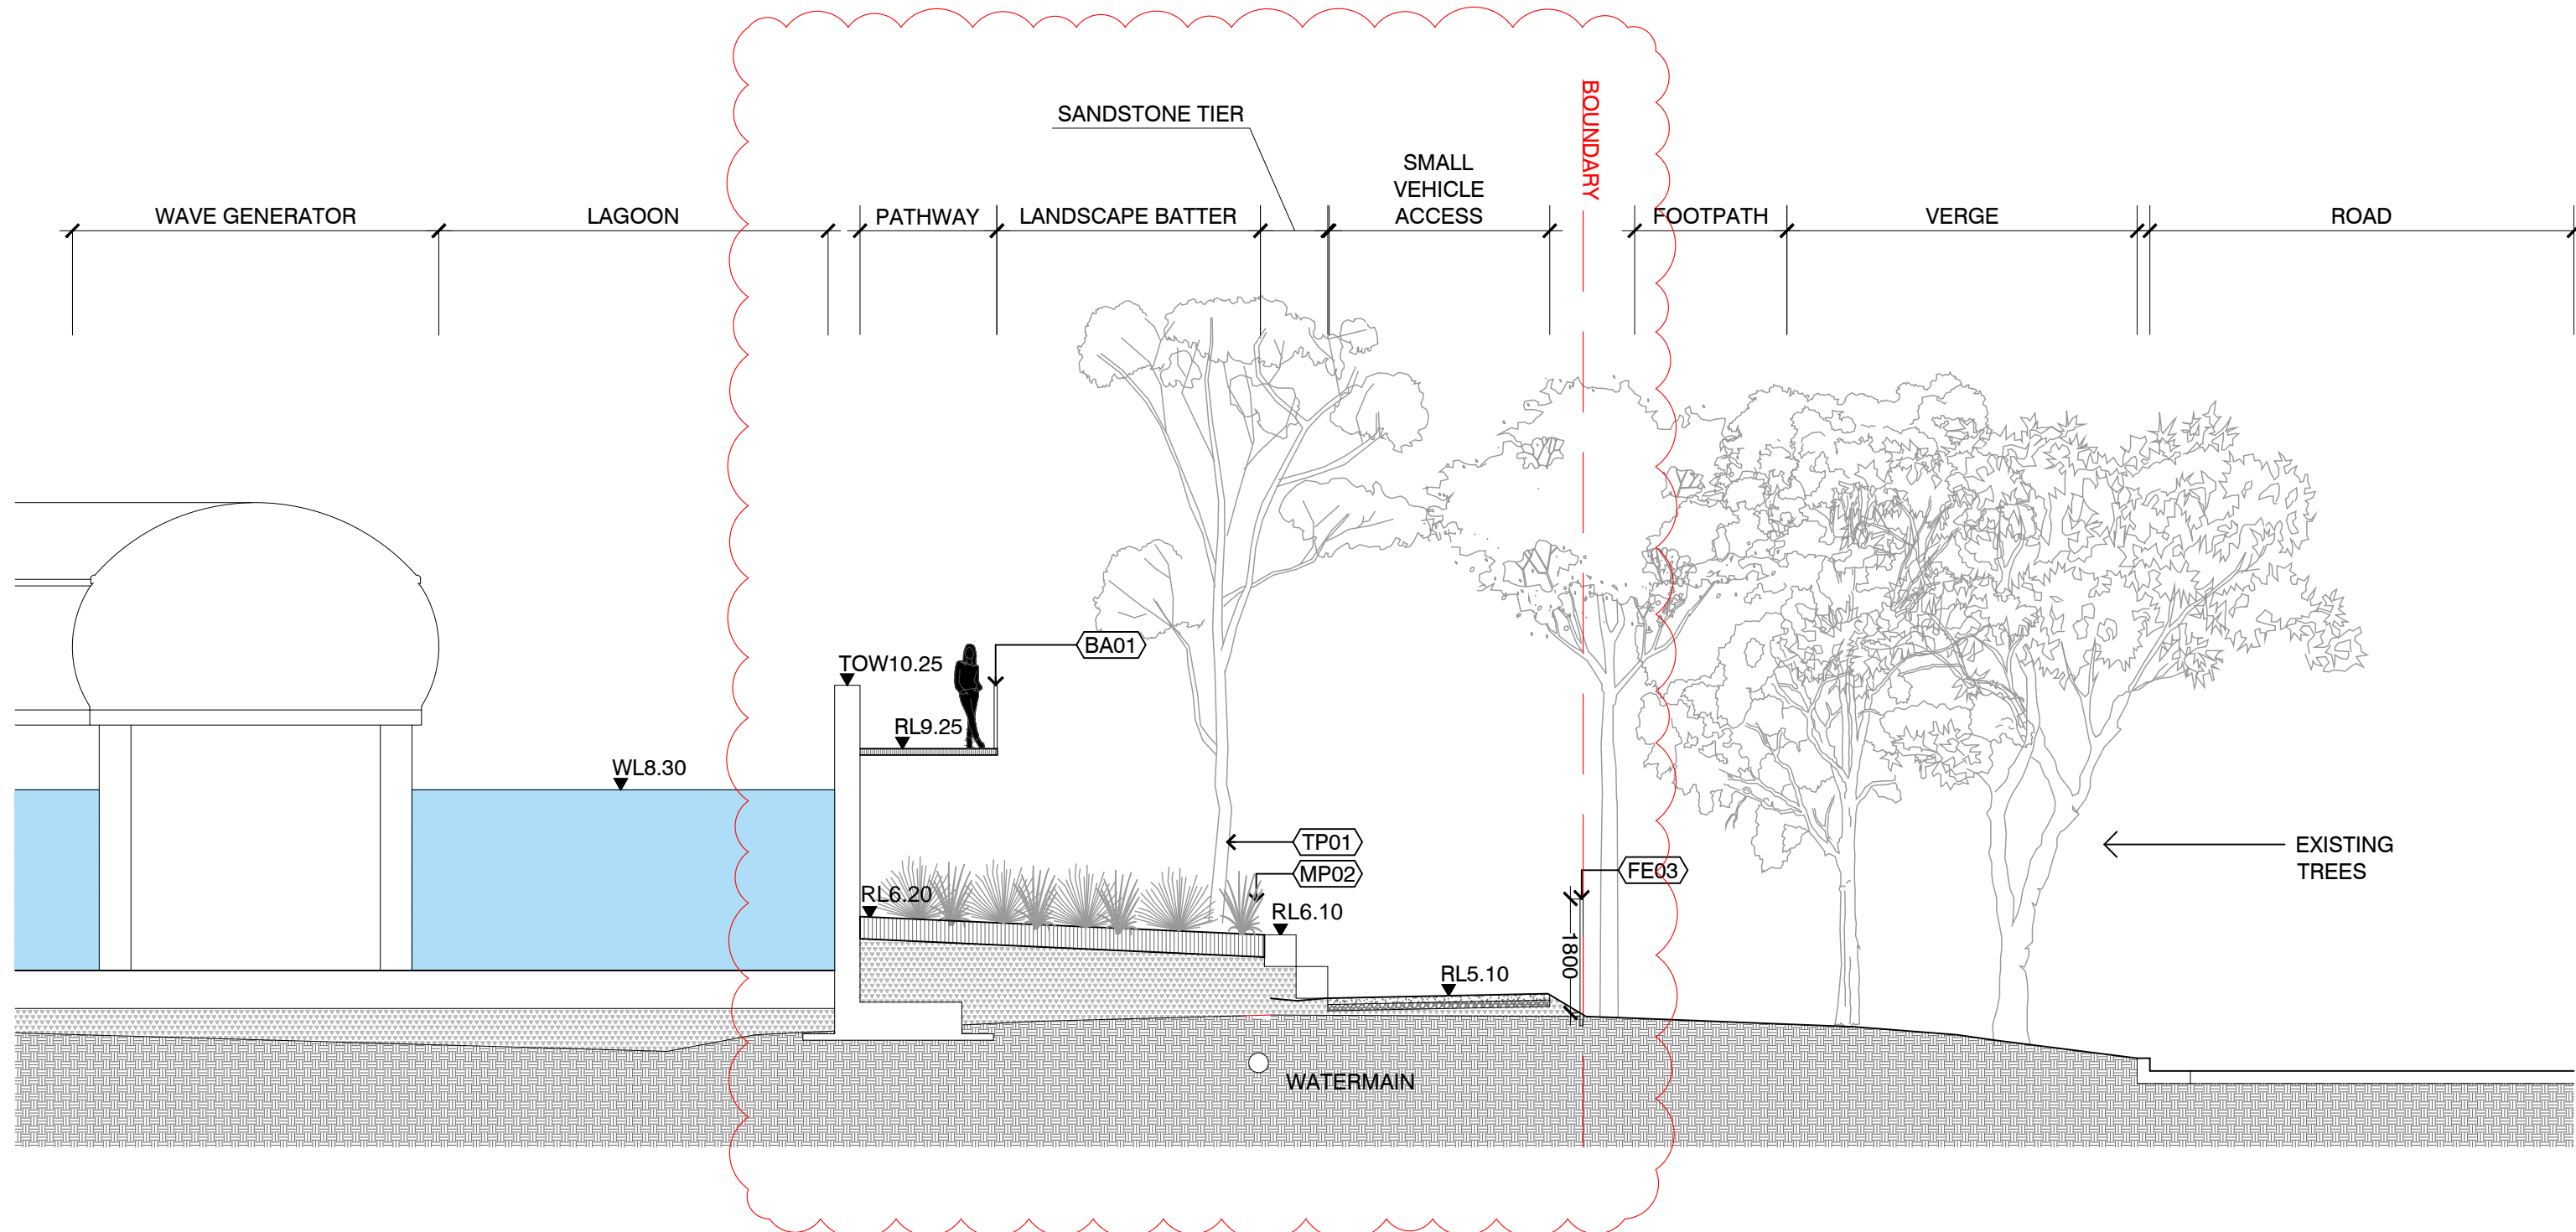 SANDSTONE TIER
BOUNDARY
WAVE GENERATOR
LAGOON
PATHWAY
LANDSCAPE BATTER
SMALL
VEHICLE
ACCESS
FOOTPATH
VERGE
ROAD
BA01
TOW10.25
RL9.25
WL8.30
TP01
MP02
FE03
EXISTING
TREES
RL6.20
RL6.10
1800
RL5.10
WATERMAIN